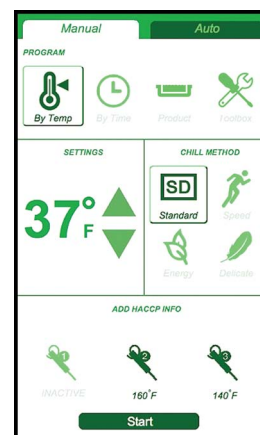 Manual Auto
PROGRAM
By Temp By Time Product Toolbox
SETTINGS CHILL METHOD
37°F
SD
Standard Speed
Energy Delicate
ADD HACCP INFO
1 2 3
INACTIVE 160°F 140°F
Start